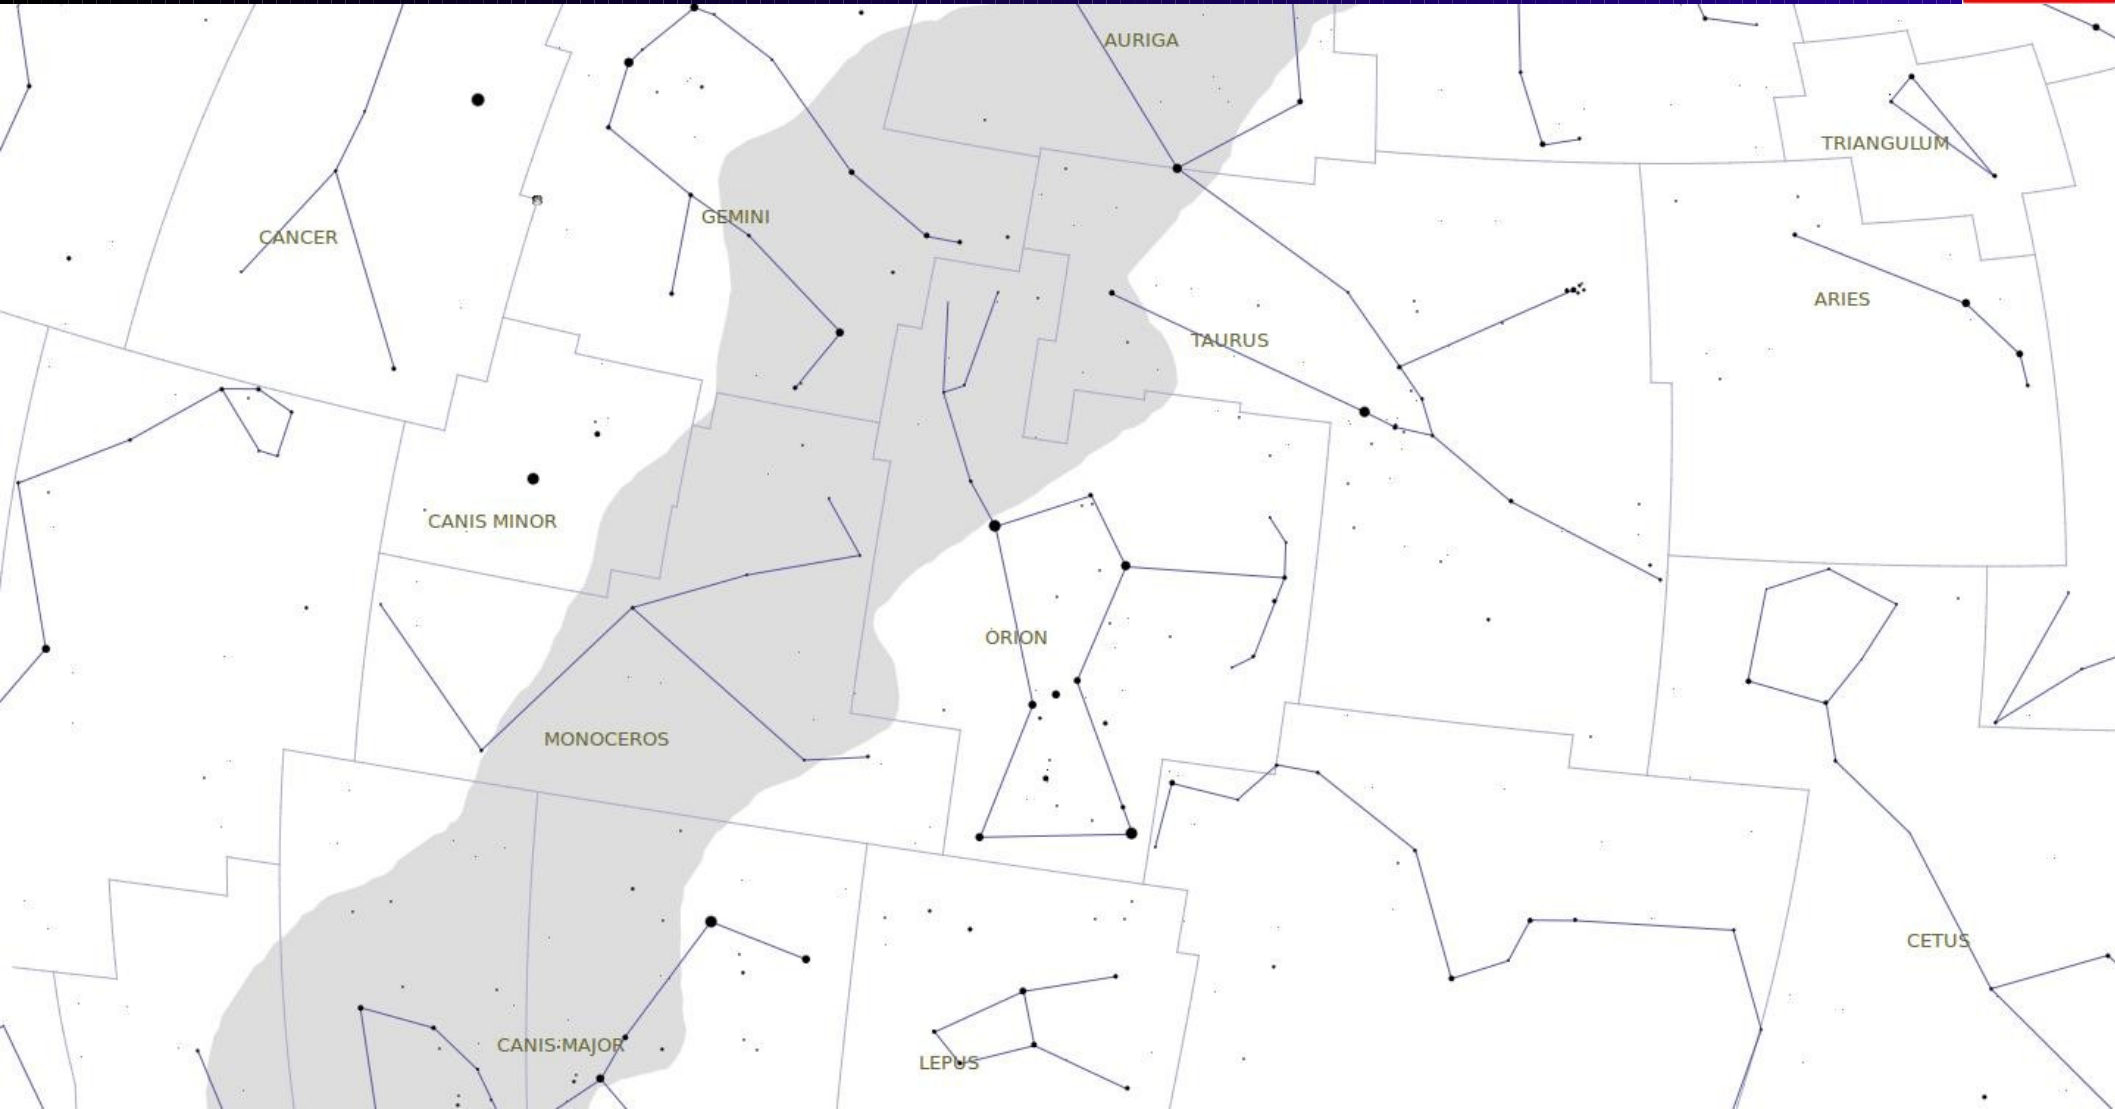 AURIGA
TRIANGULUM
CANCER
GEMINI
ARIES
TAURUS
CANIS MINOR
ORION
MONOCEROS
CETUS
CANIS MAJOR
LEPUS